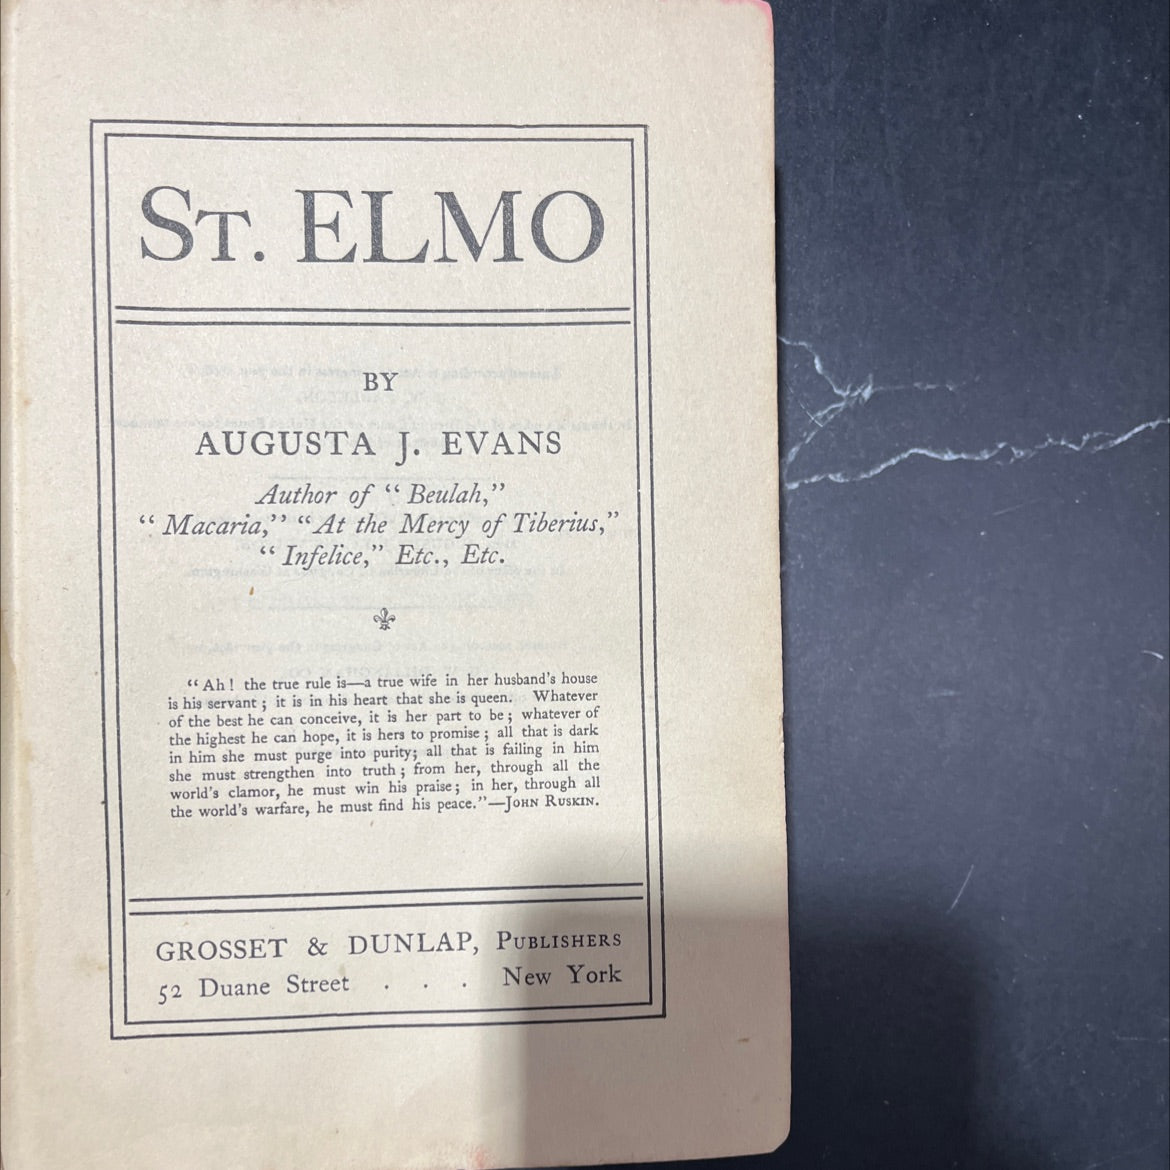 ST. ELMO
BY
AUGUSTA J. EVANS
Author of “ Beulah,”
“ Macaria,” “At the Mercy of Tiberius,”
“ Infelice,” Etc., Etc.
“ Ah ! the true rule is—a true wife in her husband's house
is his servant ; it is in his heart that she is queen. Whatever
of the best he can conceive, it is her part to be ; whatever of
the highest he can hope, it is hers to promise ; all that is dark
in him she must purge into purity; all that is failing in him
she must strengthen into truth ; from her, through all the
world's clamor, he must win his praise ; in her, through all
the world's warfare, he must find his peace.”—JOHN RUSKIN.
GROSSET & DUNLAP, PUBLISHERS
52 Duane Street . . . New York